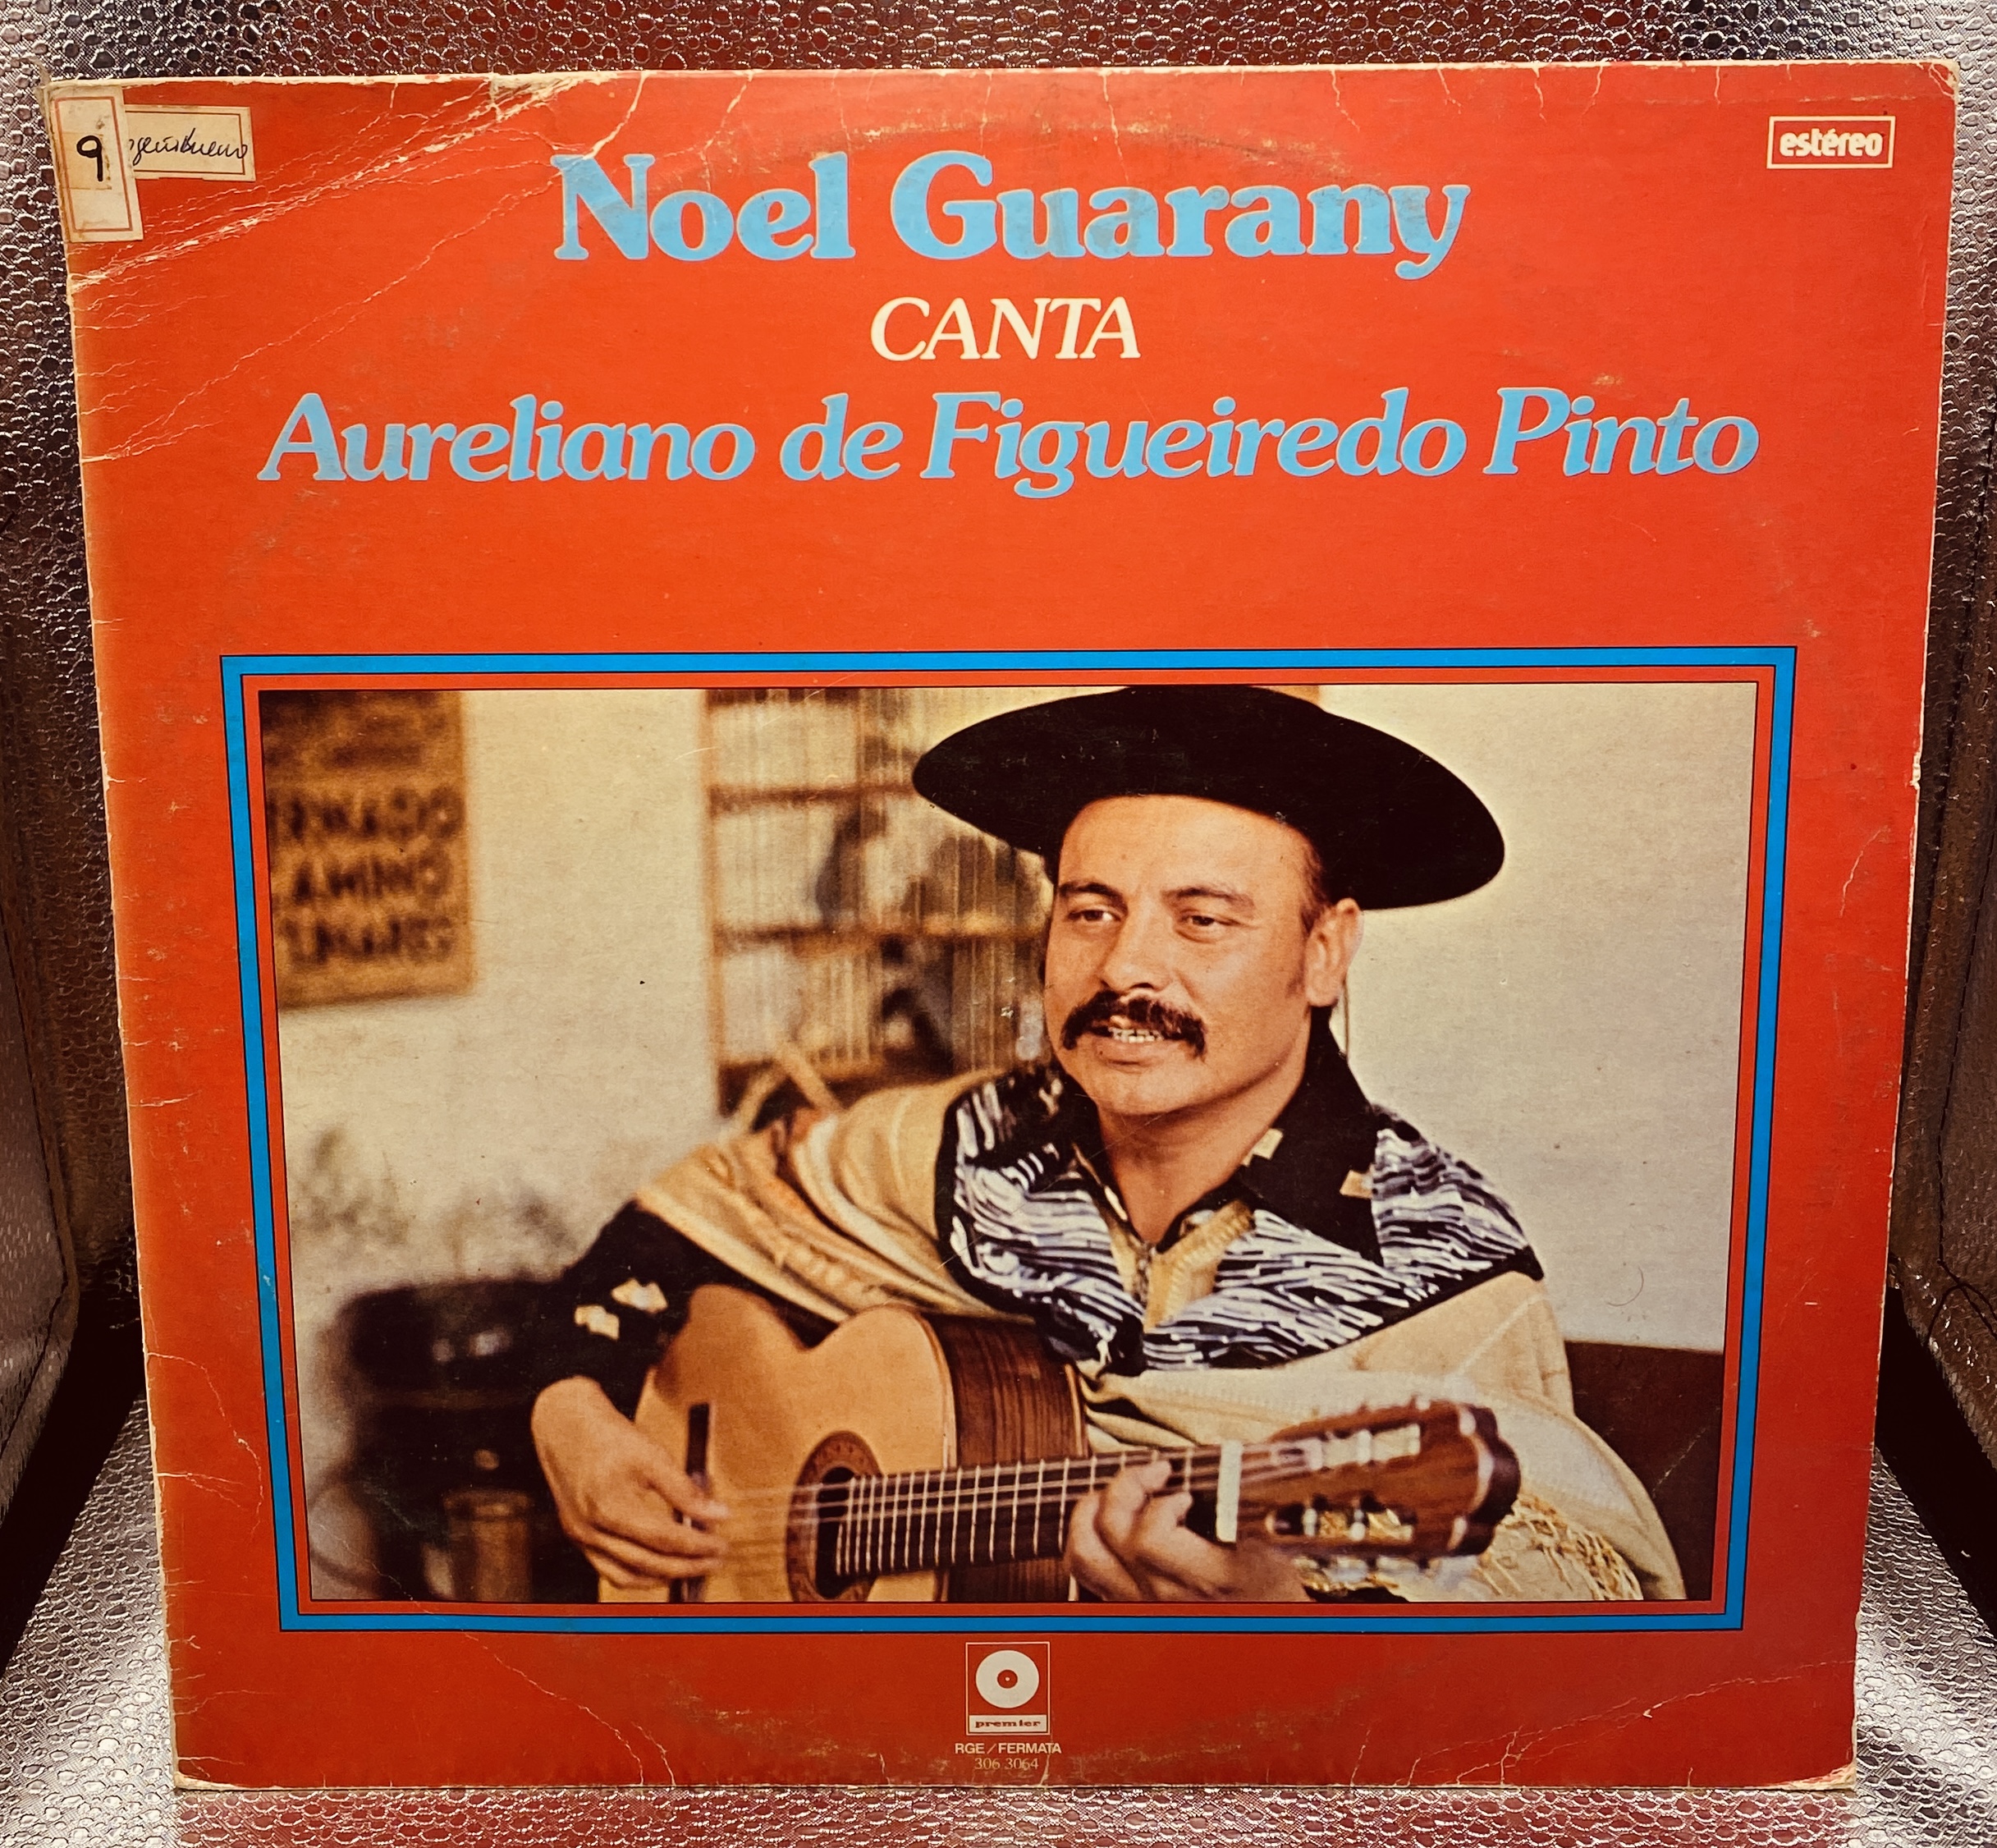 9
estéreo
Noel Guarany
CANTA
Aureliano de Figueiredo Pinto
premier
RGE / FERMATA
306 3064